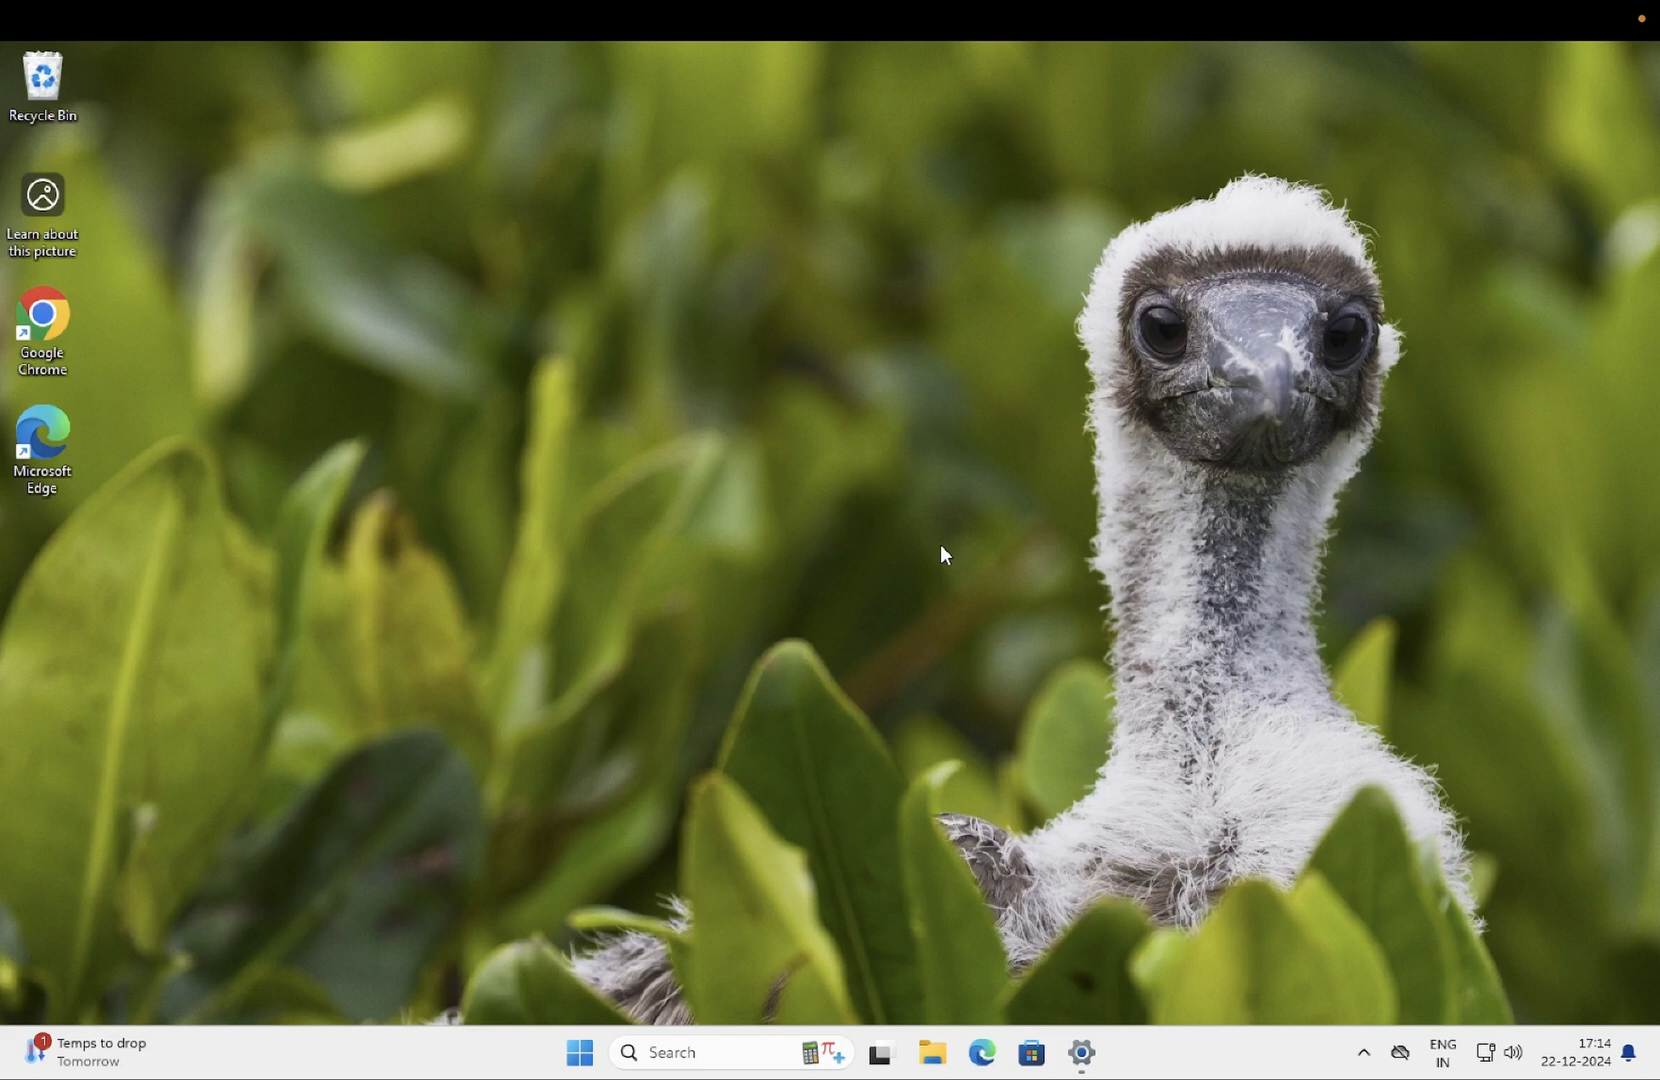 Recycle Bin
Learn about
this picture
Google
Chrome
Microsoft
Edge
1
Temps to drop
Tomorrow
Search
ENG
IN
17:14
22-12-2024